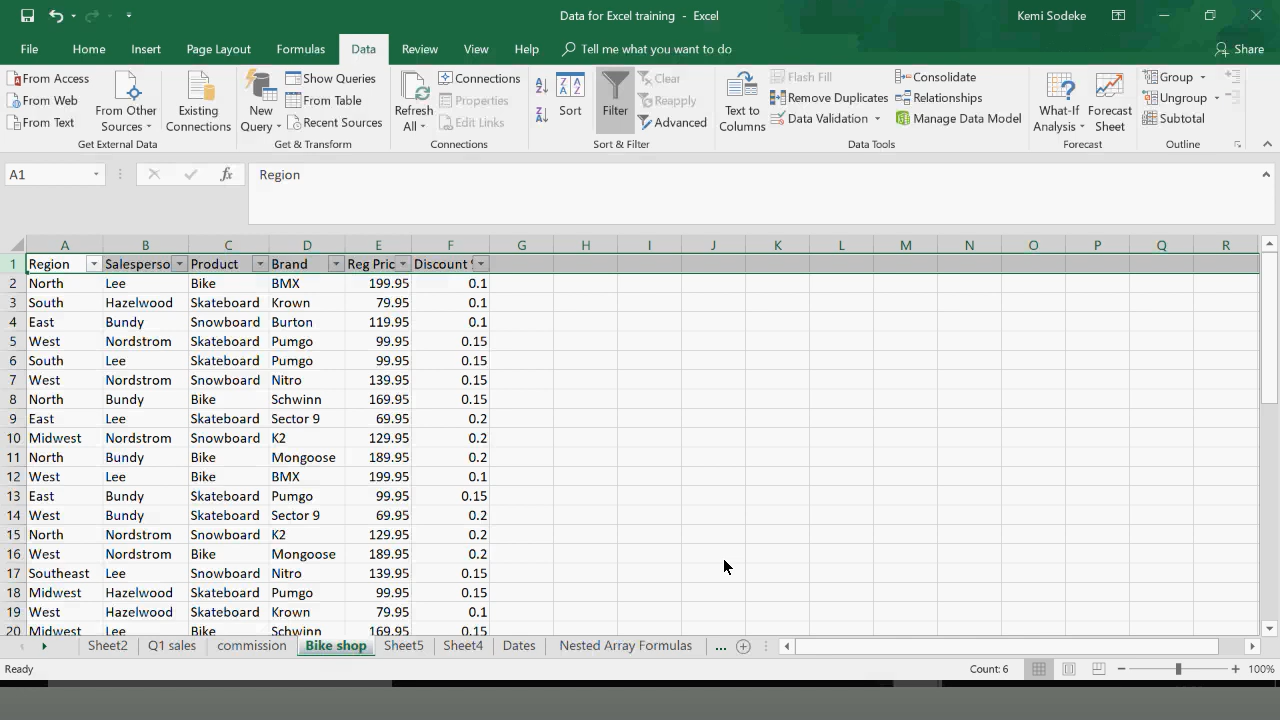 Data for Excel training - Excel
Kemi Sodeke
File Home Insert Page Layout Formulas Data Review View Help Tell me what you want to do Share
From Access
From Web
From Text
From Other Sources
Existing Connections
Get External Data
New Query
Show Queries
From Table
Recent Sources
Get & Transform
Refresh All
Connections
Properties
Edit Links
Connections
Sort
Filter
Clear
Reapply
Advanced
Sort & Filter
Text to Columns
Flash Fill
Remove Duplicates
Data Validation
Consolidate
Relationships
Manage Data Model
Data Tools
What-If Analysis
Forecast Sheet
Forecast
Group
Ungroup
Subtotal
Outline
A1 fx Region
A B C D E F G H I J K L M N O P Q R
1 Region Salesperso Product Brand Reg Pric Discount
2 North Lee Bike BMX 199.95 0.1
3 South Hazelwood Skateboard Krown 79.95 0.1
4 East Bundy Snowboard Burton 119.95 0.1
5 West Nordstrom Skateboard Pumgo 99.95 0.15
6 South Lee Skateboard Pumgo 99.95 0.15
7 West Nordstrom Snowboard Nitro 139.95 0.15
8 North Bundy Bike Schwinn 169.95 0.15
9 East Lee Skateboard Sector 9 69.95 0.2
10 Midwest Nordstrom Snowboard K2 129.95 0.2
11 North Bundy Bike Mongoose 189.95 0.2
12 West Lee Bike BMX 199.95 0.1
13 East Bundy Skateboard Pumgo 99.95 0.15
14 West Bundy Skateboard Sector 9 69.95 0.2
15 North Nordstrom Snowboard K2 129.95 0.2
16 West Nordstrom Bike Mongoose 189.95 0.2
17 Southeast Lee Snowboard Nitro 139.95 0.15
18 Midwest Hazelwood Skateboard Pumgo 99.95 0.15
19 West Hazelwood Skateboard Krown 79.95 0.1
20 Midwest Lee Bike Schwinn 169.95 0.15
Sheet2 Q1 sales commission Bike shop Sheet5 Sheet4 Dates Nested Array Formulas ...
Ready Count: 6 100%